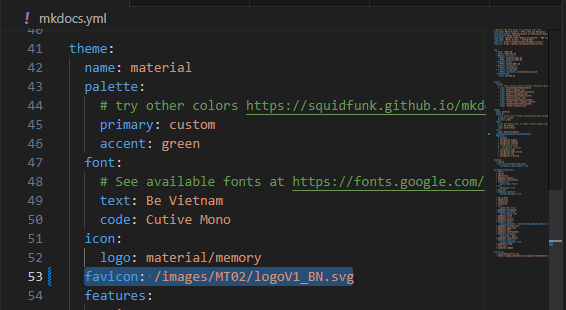 ! mkdocs.yml
40
41 theme:
42 name: material
43 palette:
44 # try other colors https://squidfunk.github.io/mkd
45 primary: custom
46 accent: green
47 font:
48 # See available fonts at https://fonts.google.com/
49 text: Be Vietnam
50 code: Cutive Mono
51 icon:
52 logo: material/memory
53 favicon: /images/MT02/logoV1_BN.svg
54 features: